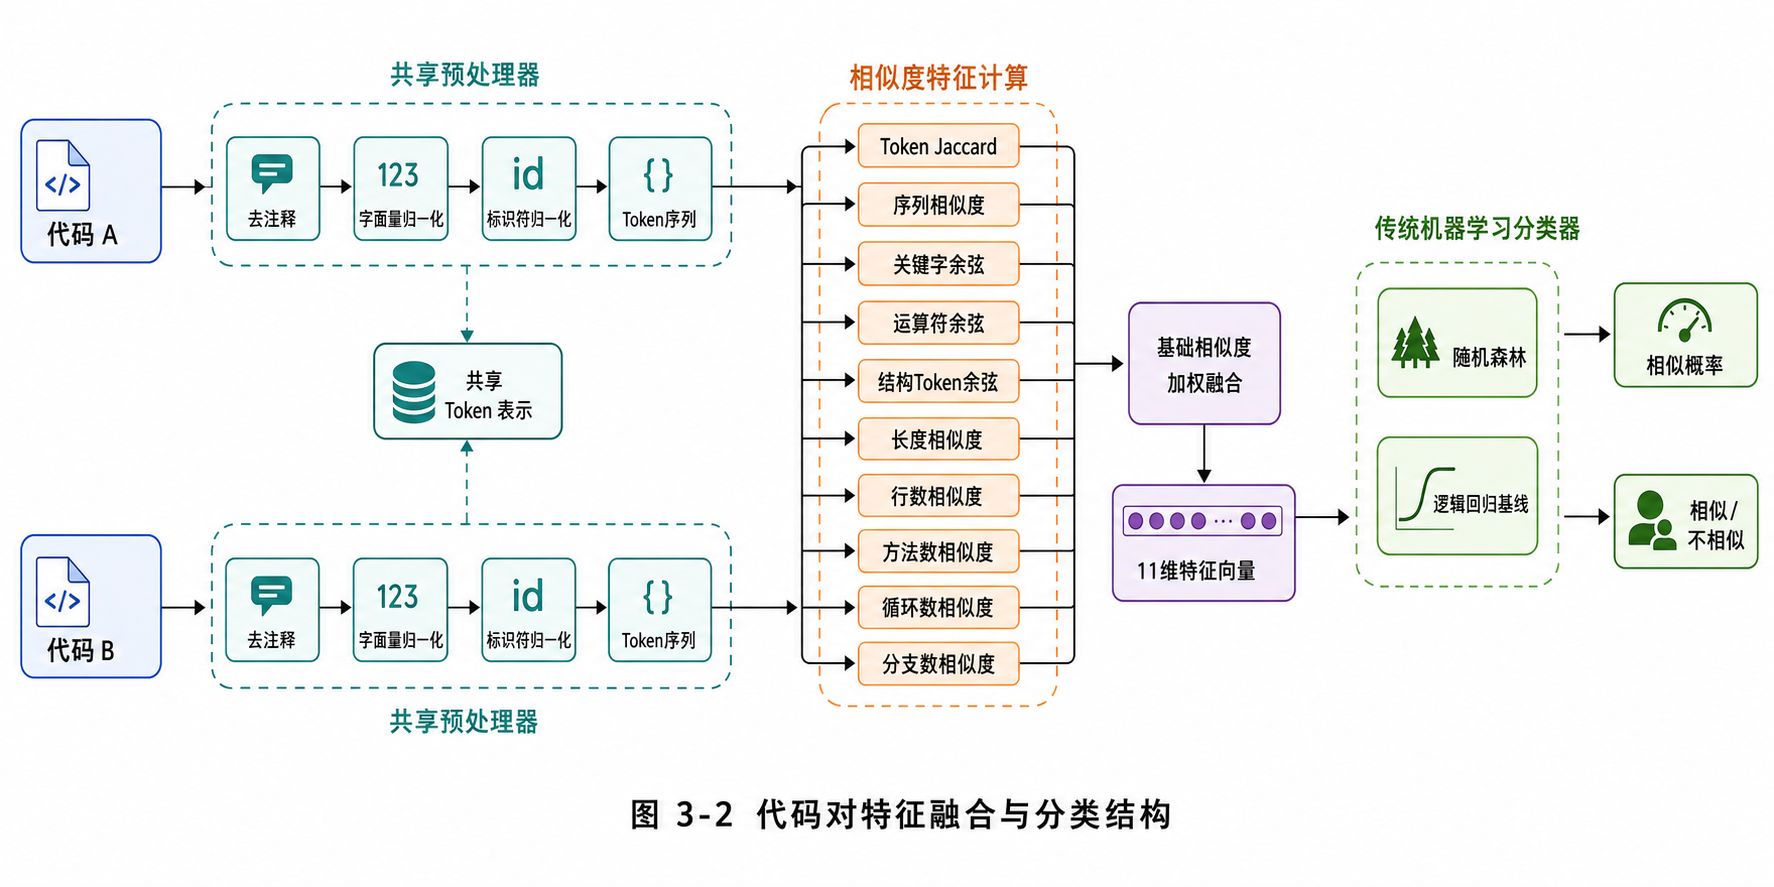 共享预处理器
相似度特征计算
</>
代码 A
去注释
123
字面量归一化
id
标识符归一化
{}
Token序列
共享
Token 表示
</>
代码 B
去注释
123
字面量归一化
id
标识符归一化
{}
Token序列
共享预处理器
Token Jaccard
序列相似度
关键字余弦
运算符余弦
结构Token余弦
长度相似度
行数相似度
方法数相似度
循环数相似度
分支数相似度
基础相似度
加权融合
...
11维特征向量
传统机器学习分类器
随机森林
逻辑回归基线
相似概率
相似/
不相似
图 3-2 代码对特征融合与分类结构